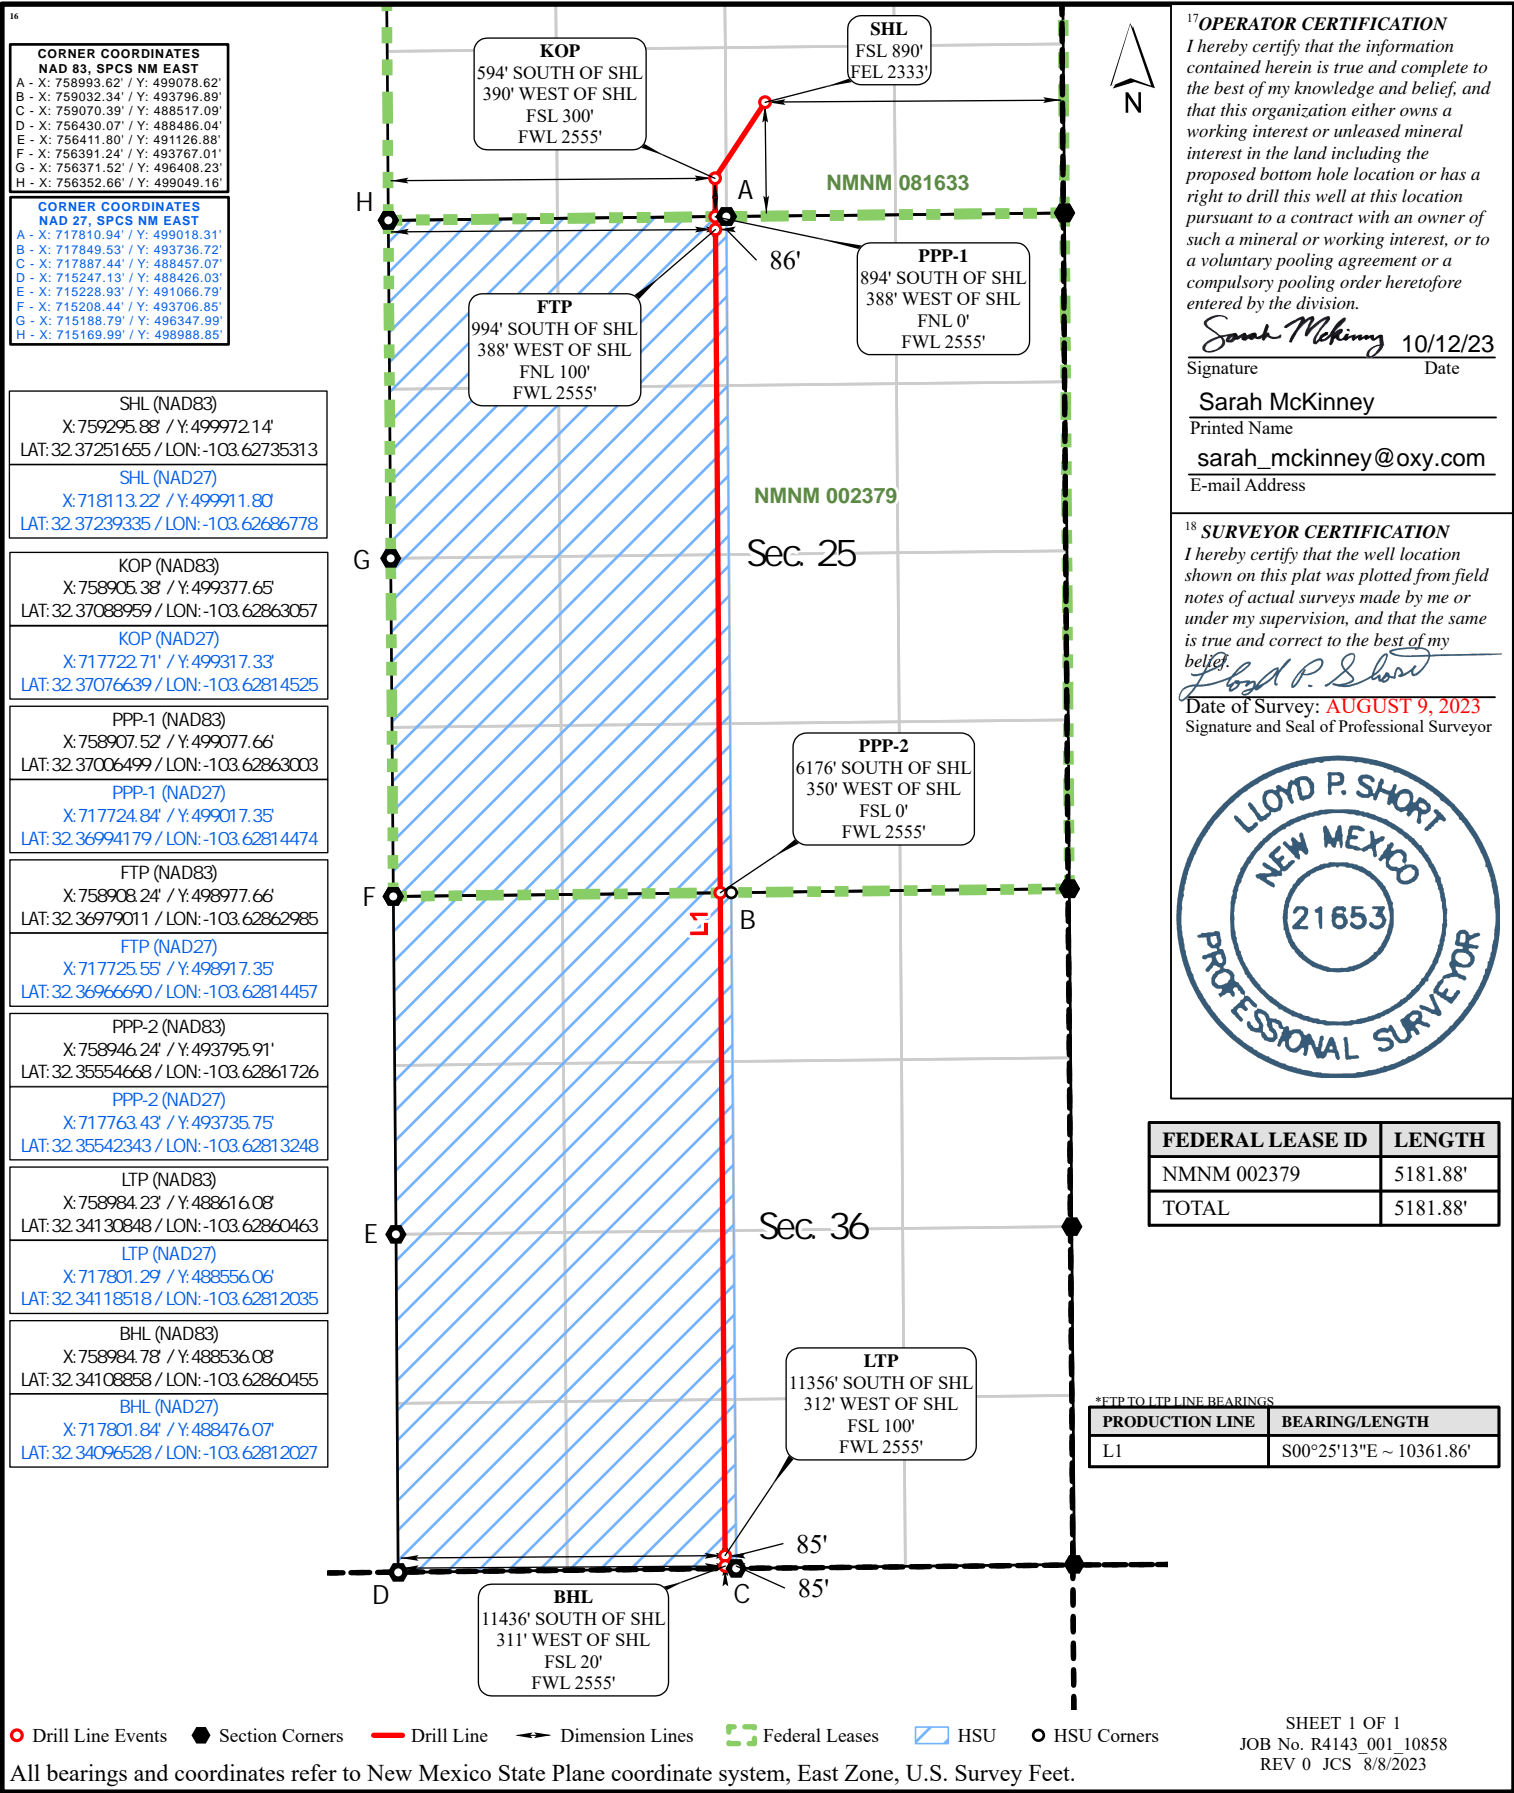 16
CORNER COORDINATES
NAD 83, SPCS NM EAST
A - X: 758993.62' / Y: 499078.62'
B - X: 759032.34' / Y: 493796.89'
C - X: 759070.39' / Y: 488517.09'
D - X: 756430.07' / Y: 488486.04'
E - X: 756411.80' / Y: 491126.88'
F - X: 756391.24' / Y: 493767.01'
G - X: 756371.52' / Y: 496408.23'
H - X: 756352.66' / Y: 499049.16'
CORNER COORDINATES
NAD 27, SPCS NM EAST
A - X: 717810.94' / Y: 499018.31'
B - X: 717849.53' / Y: 493736.72'
C - X: 717887.44' / Y: 488457.07'
D - X: 715247.13' / Y: 488426.03'
E - X: 715228.93' / Y: 491066.79'
F - X: 715208.44' / Y: 493706.85'
G - X: 715188.79' / Y: 496347.99'
H - X: 715169.99' / Y: 498988.85'
SHL (NAD83)
X: 759295.88' / Y: 499972.14'
LAT: 32.37251655 / LON: -103.62735313
SHL (NAD27)
X: 718113.22' / Y: 499911.80'
LAT: 32.37239335 / LON: -103.62686778
KOP (NAD83)
X: 758905.38' / Y: 499377.65'
LAT: 32.37088959 / LON: -103.62863057
KOP (NAD27)
X: 717722.71' / Y: 499317.33'
LAT: 32.37076639 / LON: -103.62814525
PPP-1 (NAD83)
X: 758907.52' / Y: 499077.66'
LAT: 32.37006499 / LON: -103.62863003
PPP-1 (NAD27)
X: 717724.84' / Y: 499017.35'
LAT: 32.36994179 / LON: -103.62814474
FTP (NAD83)
X: 758908.24' / Y: 498977.66'
LAT: 32.36979011 / LON: -103.62862985
FTP (NAD27)
X: 717725.55' / Y: 498917.35'
LAT: 32.36966690 / LON: -103.62814457
PPP-2 (NAD83)
X: 758946.24' / Y: 493795.91'
LAT: 32.35554668 / LON: -103.62861726
PPP-2 (NAD27)
X: 717763.43' / Y: 493735.75'
LAT: 32.35542343 / LON: -103.62813248
LTP (NAD83)
X: 758984.23' / Y: 488616.08'
LAT: 32.34130848 / LON: -103.62860463
LTP (NAD27)
X: 717801.29' / Y: 488556.06'
LAT: 32.34118518 / LON: -103.62812035
BHL (NAD83)
X: 758984.78' / Y: 488536.08'
LAT: 32.34108858 / LON: -103.62860455
BHL (NAD27)
X: 717801.84' / Y: 488476.07'
LAT: 32.34096528 / LON: -103.62812027
KOP
594' SOUTH OF SHL
390' WEST OF SHL
FSL 300'
FWL 2555'
SHL
FSL 890'
FEL 2333'
N
H
A
NMNM 081633
86'
PPP-1
894' SOUTH OF SHL
388' WEST OF SHL
FNL 0'
FWL 2555'
FTP
994' SOUTH OF SHL
388' WEST OF SHL
FNL 100'
FWL 2555'
NMNM 002379
G
Sec. 25
PPP-2
6176' SOUTH OF SHL
350' WEST OF SHL
FSL 0'
FWL 2555'
F
L1
B
E
Sec. 36
LTP
11356' SOUTH OF SHL
312' WEST OF SHL
FSL 100'
FWL 2555'
85'
85'
D
C
BHL
11436' SOUTH OF SHL
311' WEST OF SHL
FSL 20'
FWL 2555'
17 OPERATOR CERTIFICATION
I hereby certify that the information
contained herein is true and complete to
the best of my knowledge and belief, and
that this organization either owns a
working interest or unleased mineral
interest in the land including the
proposed bottom hole location or has a
right to drill this well at this location
pursuant to a contract with an owner of
such a mineral or working interest, or to
a voluntary pooling agreement or a
compulsory pooling order heretofore
entered by the division.
Sarah McKinney 10/12/23
Signature Date
Sarah McKinney
Printed Name
sarah_mckinney@oxy.com
E-mail Address
18 SURVEYOR CERTIFICATION
I hereby certify that the well location
shown on this plat was plotted from field
notes of actual surveys made by me or
under my supervision, and that the same
is true and correct to the best of my
belief.
Lloyd P. Short
Date of Survey: AUGUST 9, 2023
Signature and Seal of Professional Surveyor
LLOYD P. SHORT
NEW MEXICO
21653
PROFESSIONAL SURVEYOR
FEDERAL LEASE ID LENGTH
NMNM 002379 5181.88'
TOTAL 5181.88'
*FTP TO LTP LINE BEARINGS
PRODUCTION LINE BEARING/LENGTH
L1 S00°25'13"E ~ 10361.86'
Drill Line Events Section Corners Drill Line Dimension Lines Federal Leases HSU HSU Corners
All bearings and coordinates refer to New Mexico State Plane coordinate system, East Zone, U.S. Survey Feet.
SHEET 1 OF 1
JOB No. R4143_001_10858
REV 0 JCS 8/8/2023